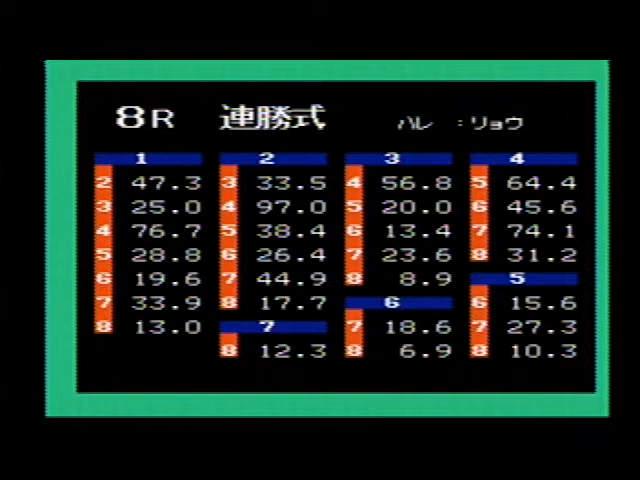 8R 連勝式 ハレ :リョウ
1 2 3 4
2 47.3 3 33.5 4 56.8 5 64.4
3 25.0 4 97.0 5 20.0 6 45.6
4 76.7 5 38.4 6 13.4 7 74.1
5 28.8 6 26.4 7 23.6 8 31.2
6 19.6 7 44.9 8 8.9 5
7 33.9 8 17.7 6 6 15.6
8 13.0 7 7 18.6 7 27.3
8 12.3 8 6.9 8 10.3